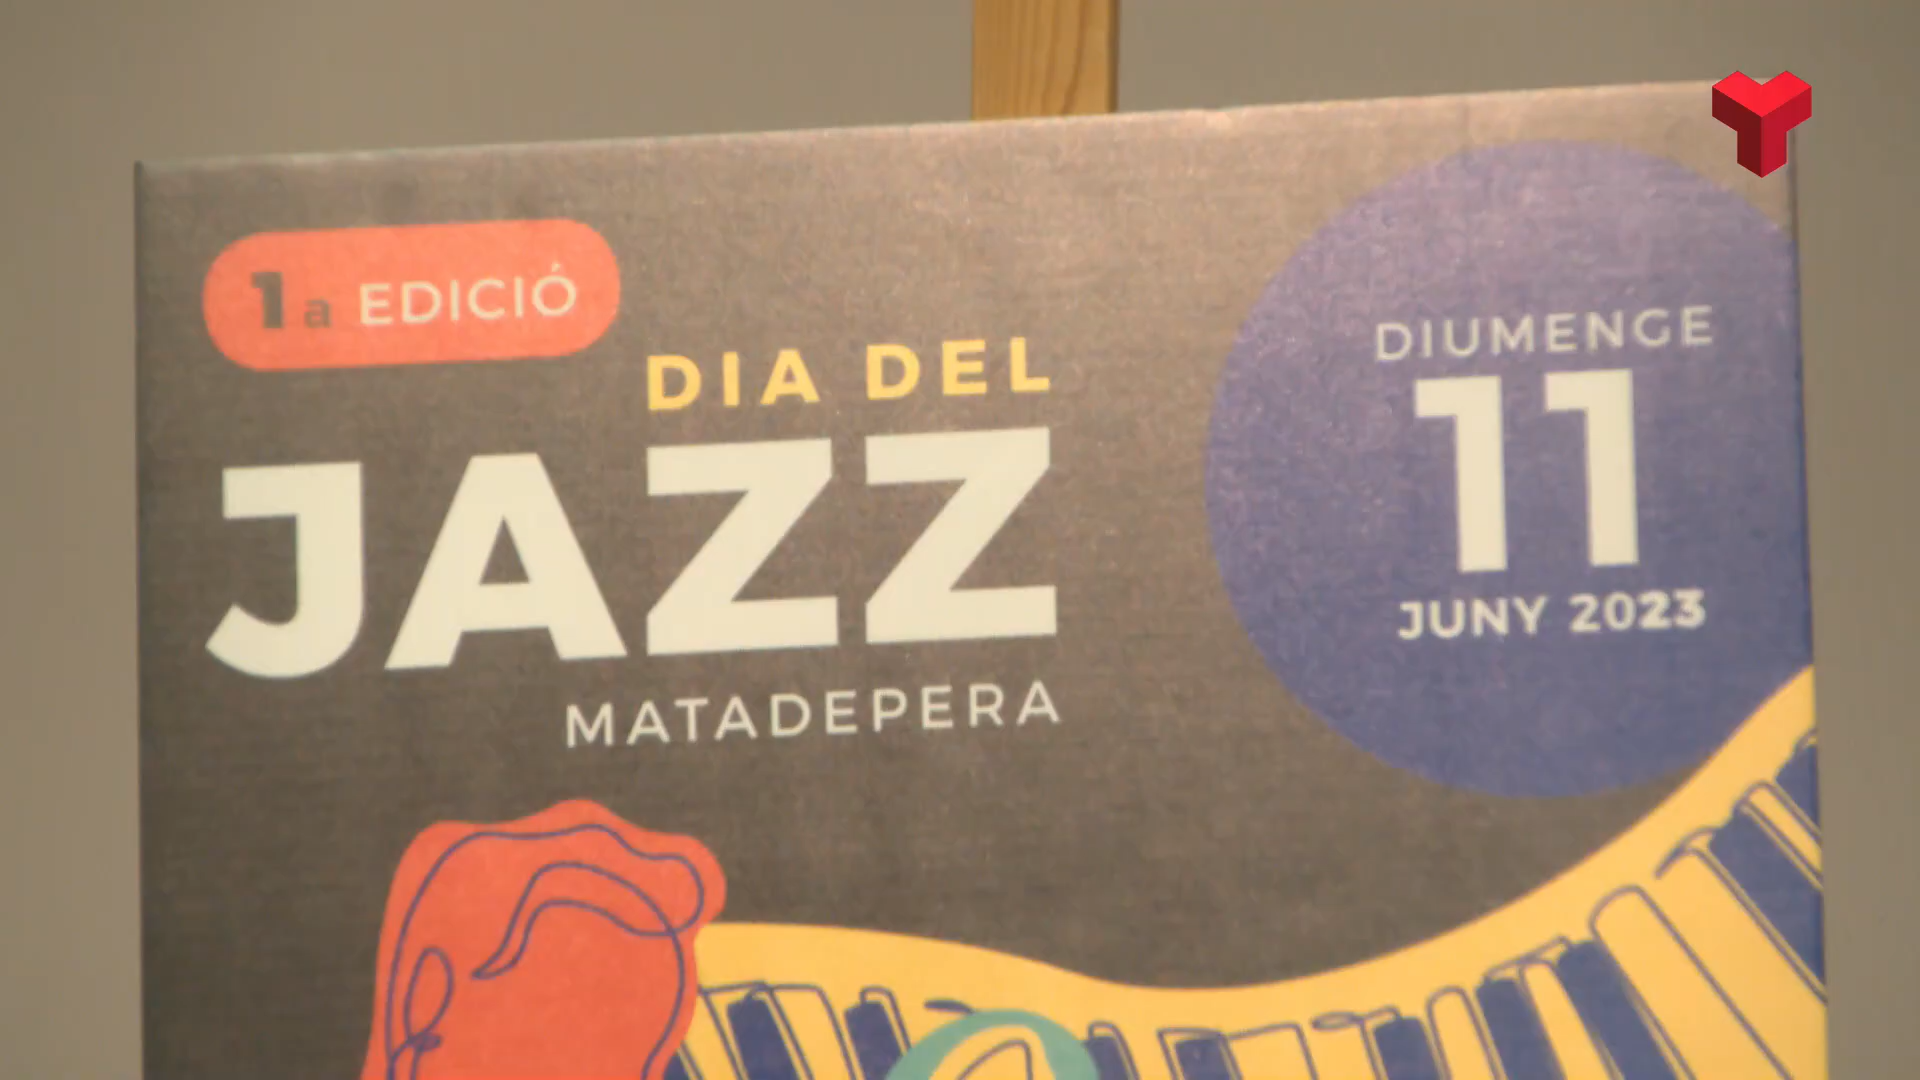 1a EDICIÓ
DIA DEL
JAZZ
MATADEPERA
DIUMENGE
11
JUNY 2023